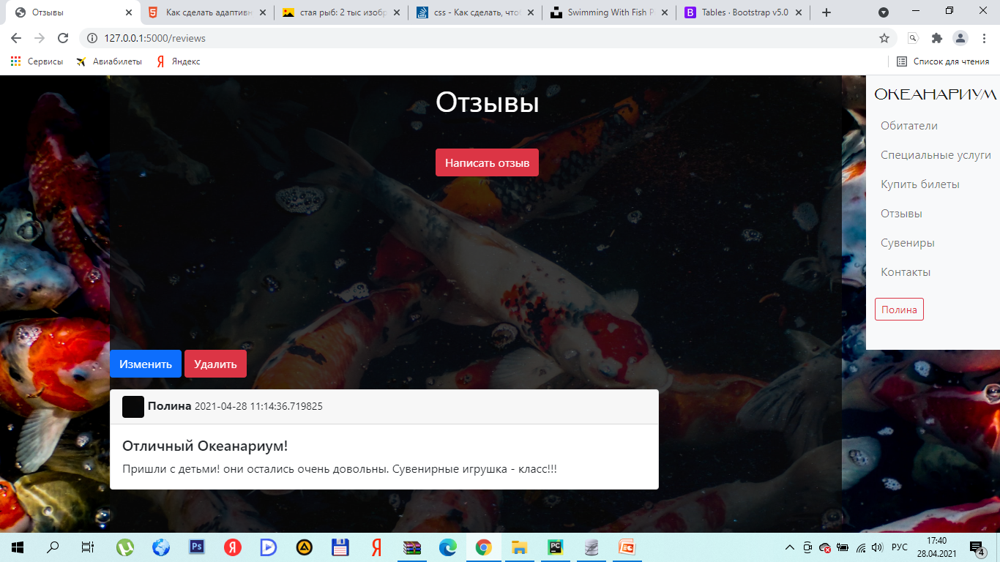 Отзывы
Как сделать адаптивн
стая рыб: 2 тыс изобр
css - Как сделать, что
Swimming With Fish P
Tables · Bootstrap v5.0
127.0.0.1:5000/reviews
Сервисы
Авиабилеты
Яндекс
Список для чтения
Отзывы
Написать отзыв
ОКЕАНАРИУМ
Обитатели
Специальные услуги
Купить билеты
Отзывы
Сувениры
Контакты
Полина
Изменить Удалить
Полина 2021-04-28 11:14:36.719825
Отличный Океанариум!
Пришли с детьми! они остались очень довольны. Сувенирные игрушка - класс!!!
РУС
17:40
28.04.2021
4